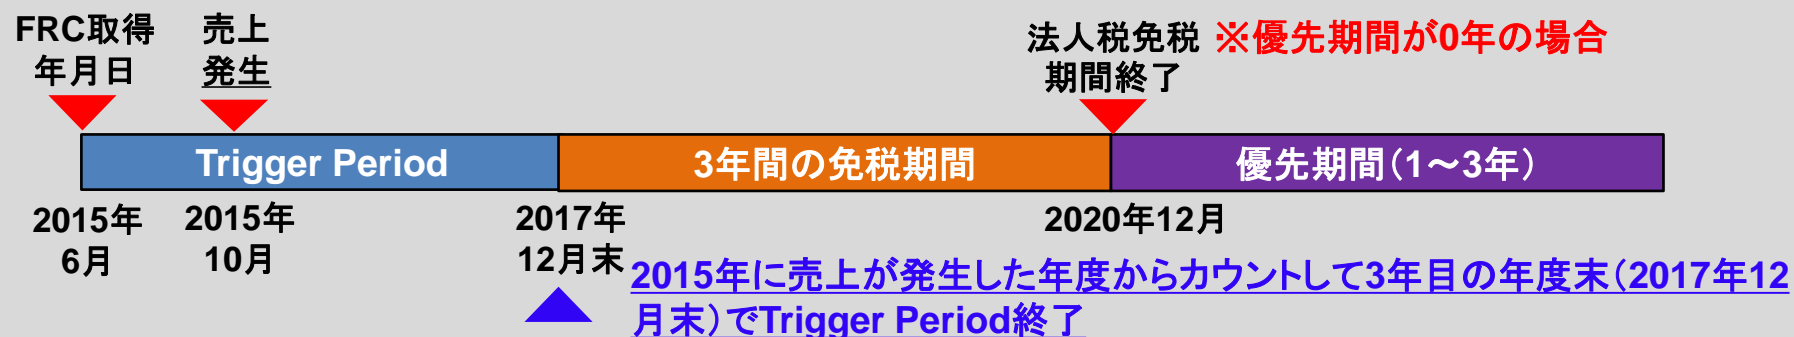 FRC取得
年月日
売上
発生
法人税免税 ※優先期間が0年の場合
期間終了
Trigger Period
3年間の免税期間
優先期間(1～3年)
2015年
6月
2015年
10月
2017年
12月末
2020年12月
2015年に売上が発生した年度からカウントして3年目の年度末(2017年12
月末)でTrigger Period終了